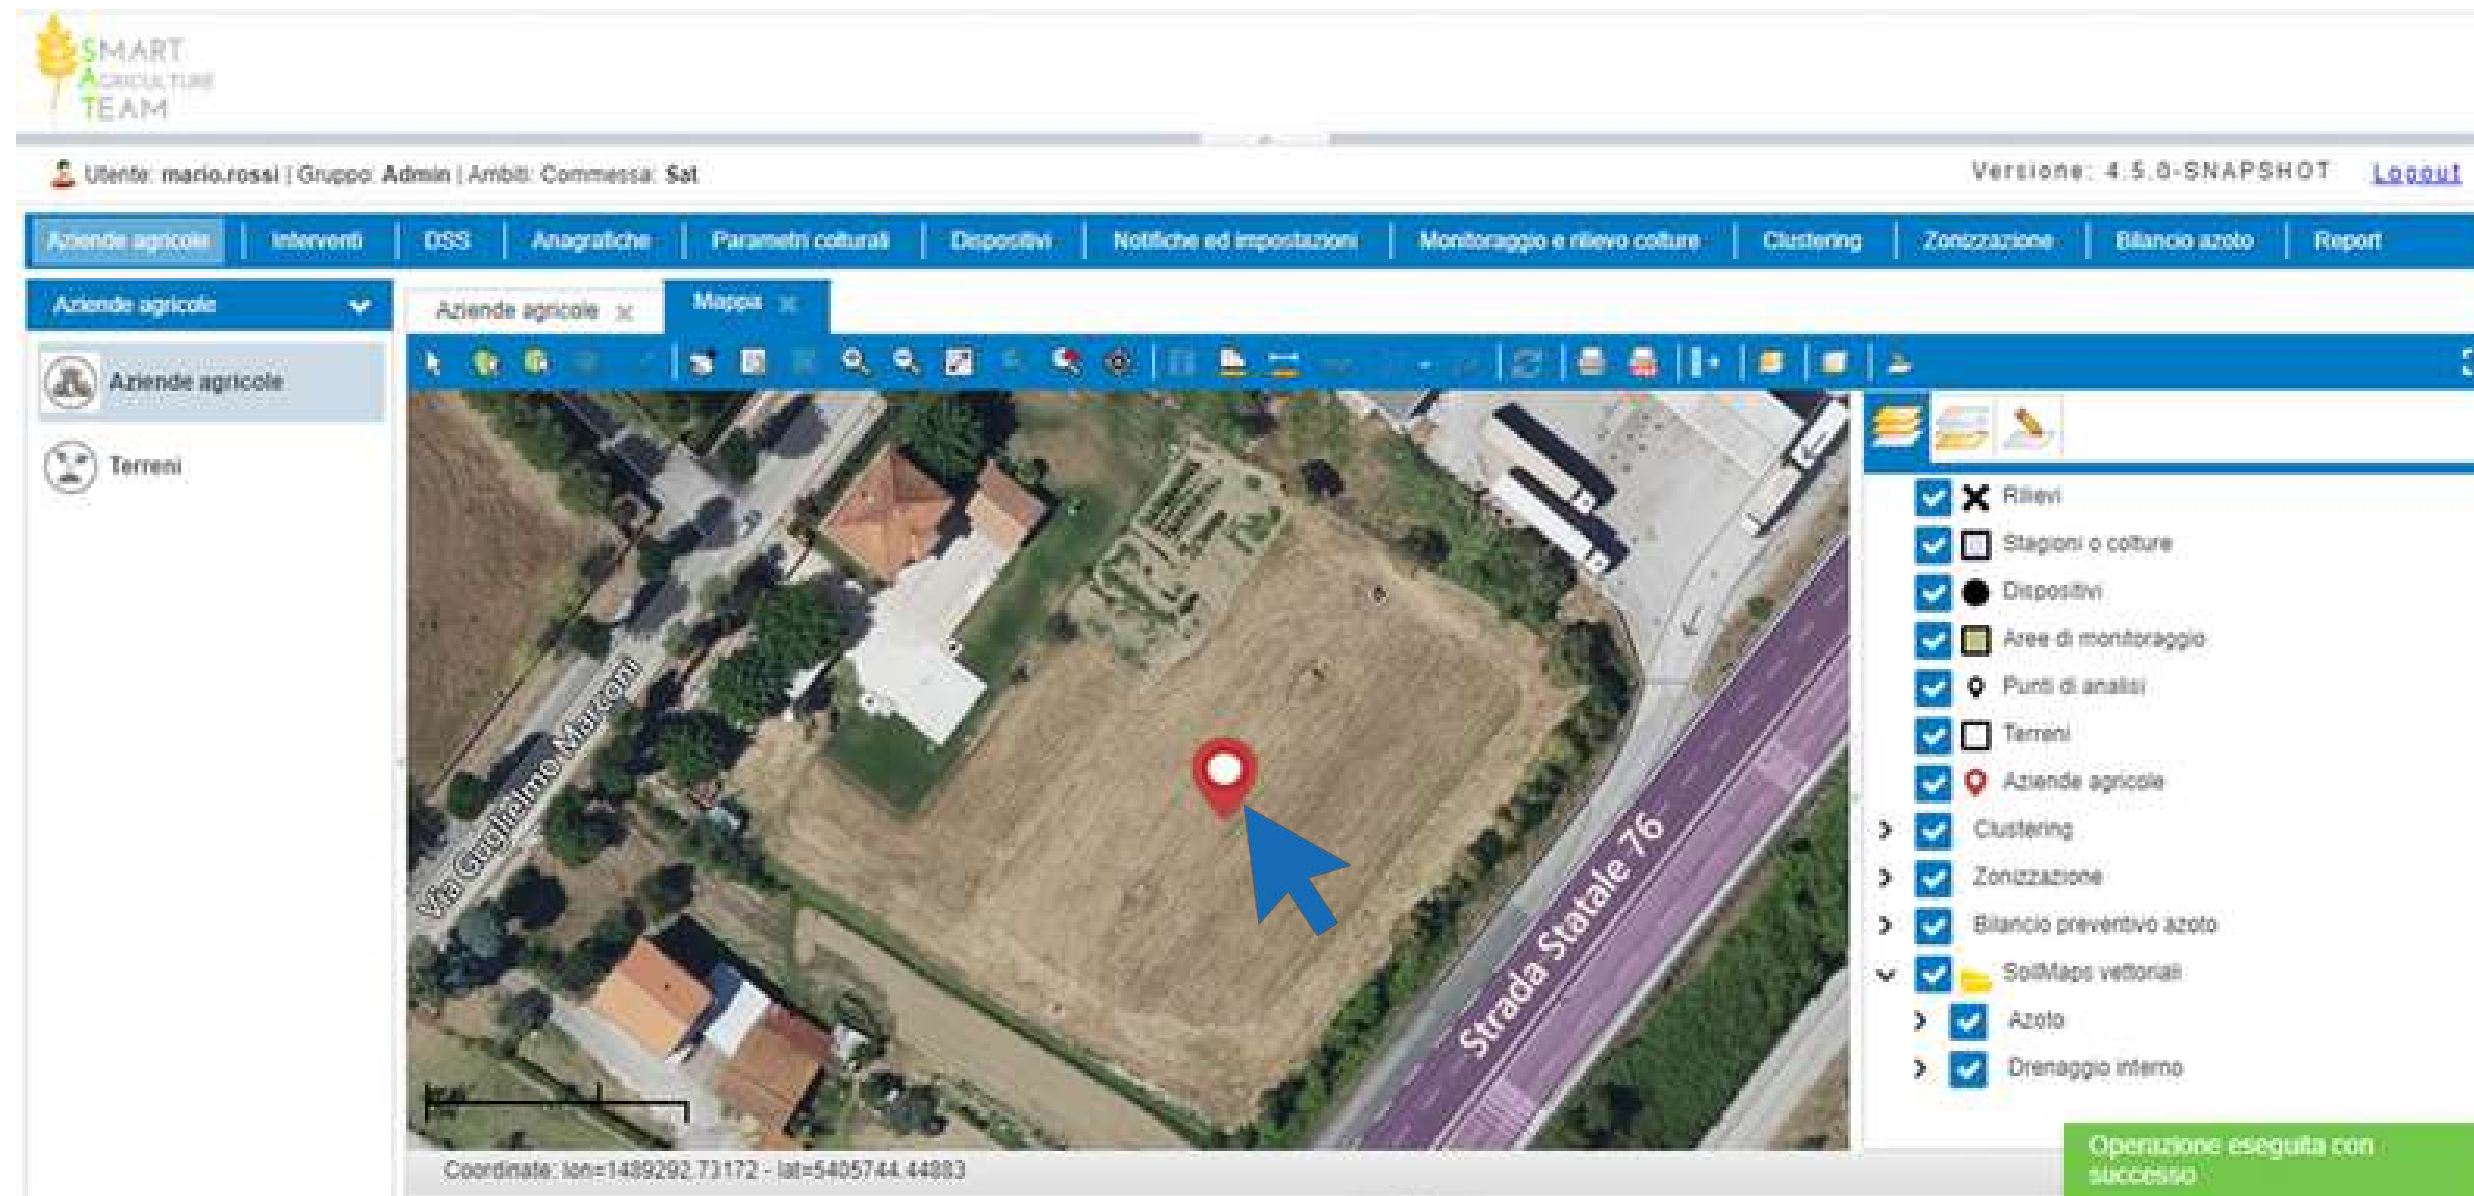 SMART
AGRICULTURE
TEAM
Utente: mario.rossi | Gruppo: Admin | Ambiti: Commessa: Sat
Versione: 4.5.0-SNAPSHOT Logout
Aziende agricole Interventi DSS Anagrafiche Parametri colturali Dispositivi Notifiche ed impostazioni Monitoraggio e rilievo colture Clustering Zonizzazione Bilancio azoto Report
Aziende agricole
Aziende agricole
Terreni
Aziende agricole Mappa
Via Guglielmo Marconi
Strada Statale 76
Rilievi
Stagioni o colture
Dispositivi
Aree di monitoraggio
Punti di analisi
Terreni
Aziende agricole
Clustering
Zonizzazione
Bilancio preventivo azoto
SoilMaps vettoriali
Azoto
Drenaggio interno
Coordinate: lon=1489292.73172 - lat=5405744.44883
Operazione eseguita con
successo